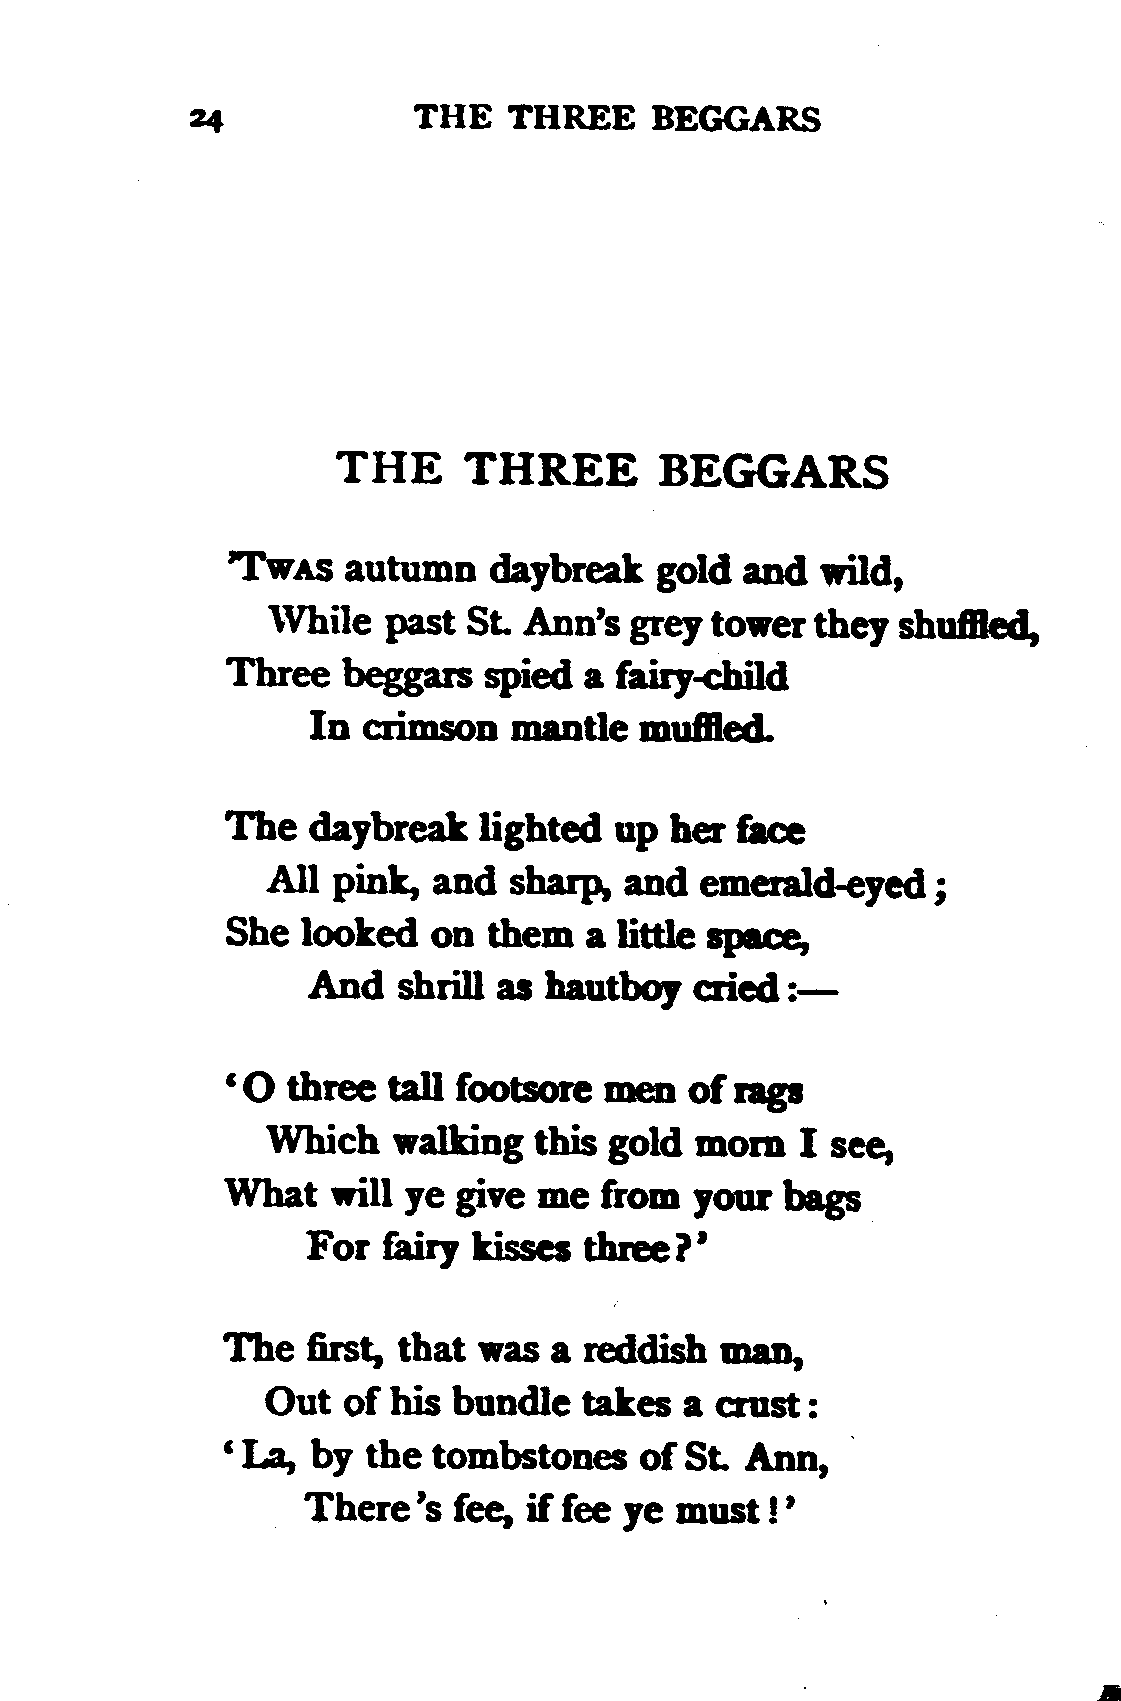 24 THE THREE BEGGARS
THE THREE BEGGARS
'TWAS autumn daybreak gold and wild,
While past St. Ann's grey tower they shuffled,
Three beggars spied a fairy-child
In crimson mantle muffled.
The daybreak lighted up her face
All pink, and sharp, and emerald-eyed;
She looked on them a little space,
And shrill as hautboy cried:—
'O three tall footsore men of rags
Which walking this gold morn I see,
What will ye give me from your bags
For fairy kisses three?'
The first, that was a reddish man,
Out of his bundle takes a crust:
'La, by the tombstones of St. Ann,
There's fee, if fee ye must!'